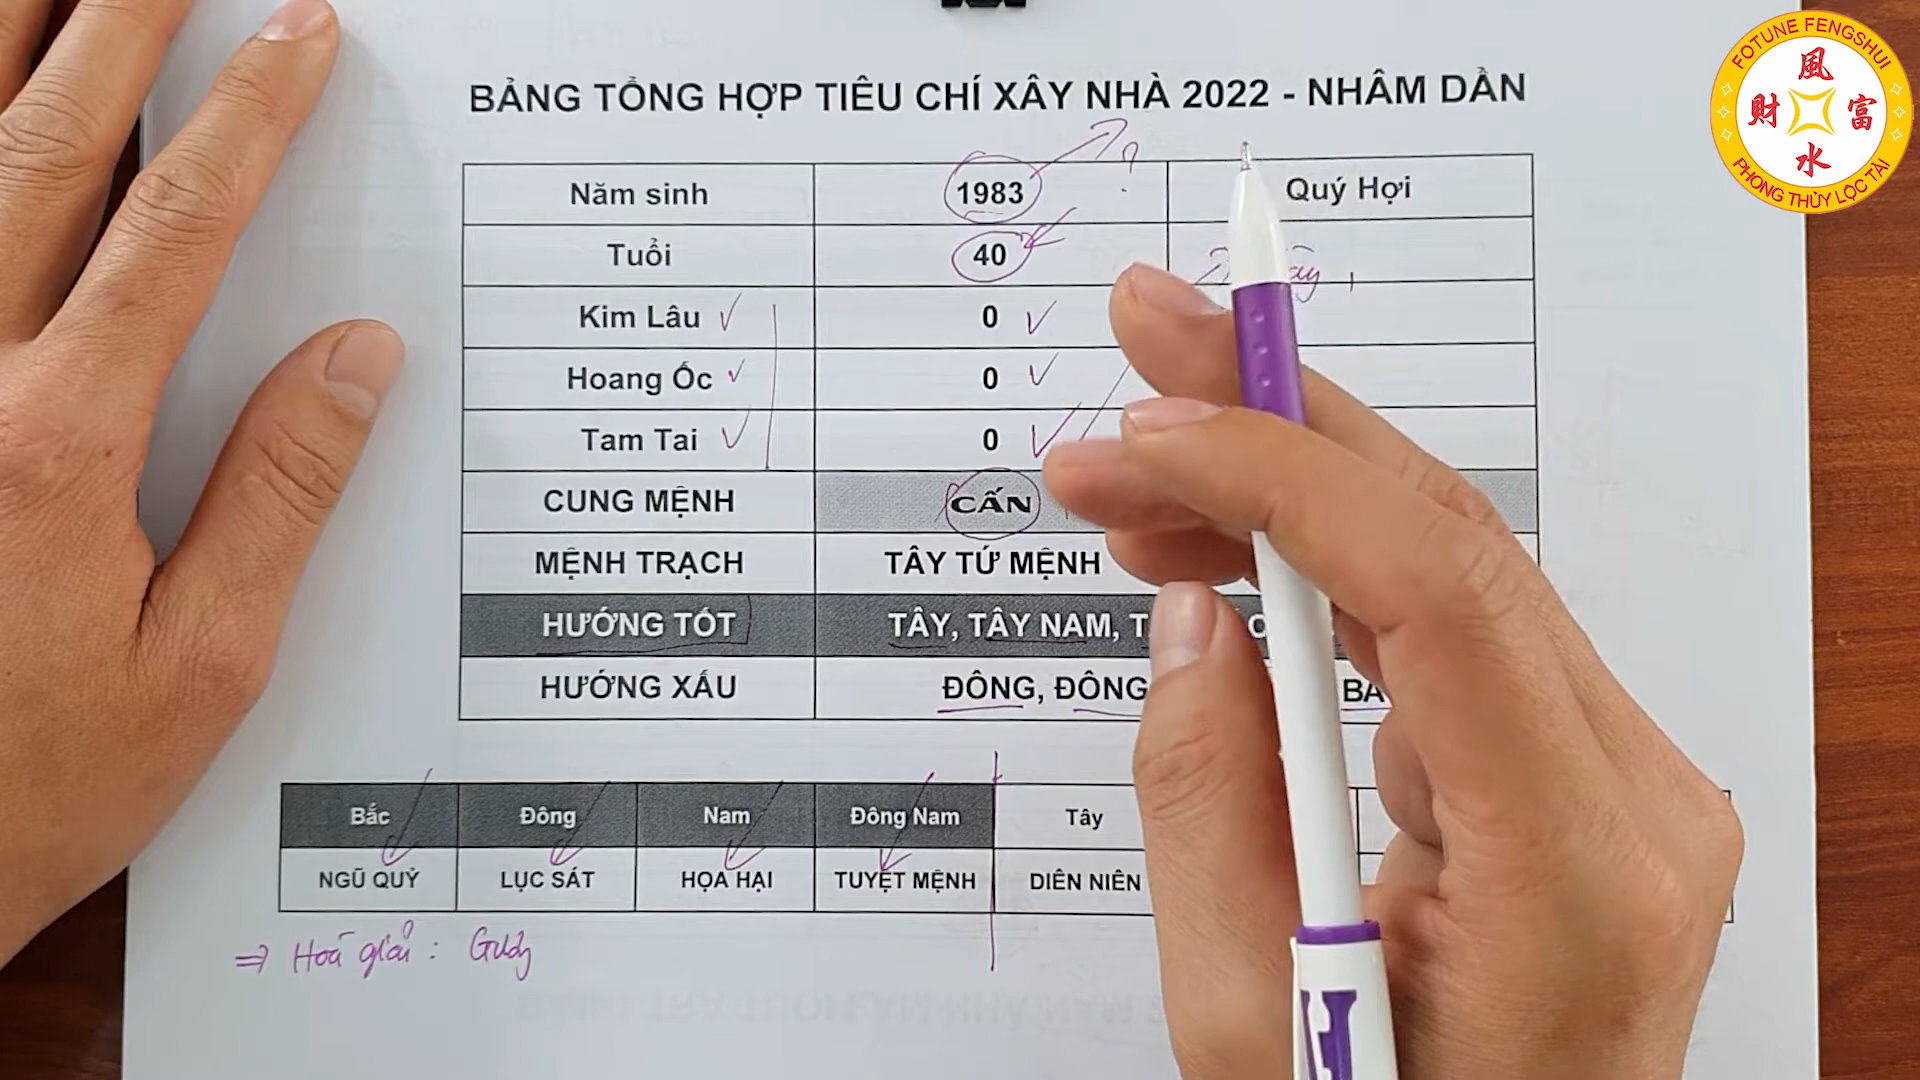 FOTUNE FENGSHUI
風
財 富
水
PHONG THỦY LỘC TÀI
BẢNG TỔNG HỢP TIÊU CHÍ XÂY NHÀ 2022 - NHÂM DẦN
Năm sinh 1983 ? Quý Hợi
Tuổi 40
Kim Lâu 0
Hoang Ốc 0
Tam Tai 0
CUNG MỆNH CẤN
MỆNH TRẠCH TÂY TỨ MỆNH
HƯỚNG TỐT TÂY, TÂY NAM,
HƯỚNG XẤU ĐÔNG, ĐÔNG
Bắc Đông Nam Đông Nam Tây
NGŨ QUỶ LỤC SÁT HỌA HẠI TUYỆT MỆNH DIÊN NIÊN
⇒ Hoá giải :